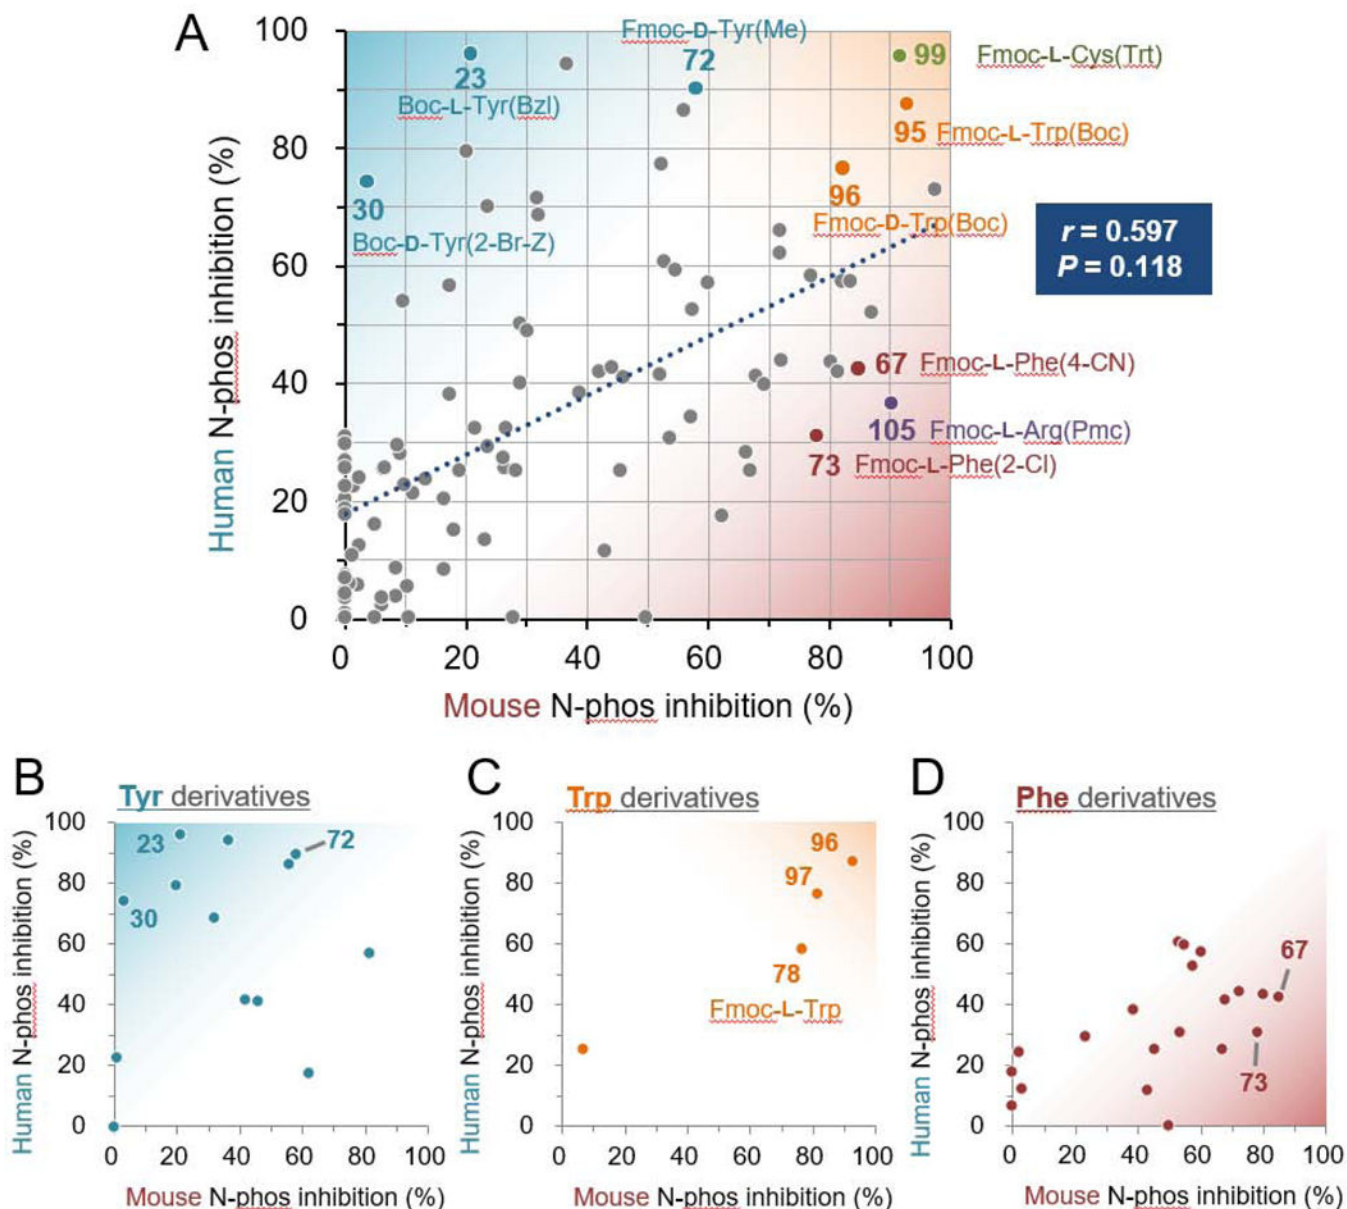 A
Human N-phos inhibition (%)
100
80
60
40
20
0
0 20 40 60 80 100
Mouse N-phos inhibition (%)
Fmoc-D-Tyr(Me)
72
23
Boc-L-Tyr(Bzl)
30
Boc-D-Tyr(2-Br-Z)
99 Fmoc-L-Cys(Trt)
95 Fmoc-L-Trp(Boc)
96
Fmoc-D-Trp(Boc)
r = 0.597
P = 0.118
67 Fmoc-L-Phe(4-CN)
105 Fmoc-L-Arg(Pmc)
73 Fmoc-L-Phe(2-Cl)
B
Tyr derivatives
Human N-phos inhibition (%)
100
80
60
40
20
0
23
72
30
0 20 40 60 80 100
Mouse N-phos inhibition (%)
C
Trp derivatives
Human N-phos inhibition (%)
100
80
60
40
20
0
96
97
78
Fmoc-L-Trp
0 20 40 60 80 100
Mouse N-phos inhibition (%)
D
Phe derivatives
Human N-phos inhibition (%)
100
80
60
40
20
0
67
73
0 20 40 60 80 100
Mouse N-phos inhibition (%)